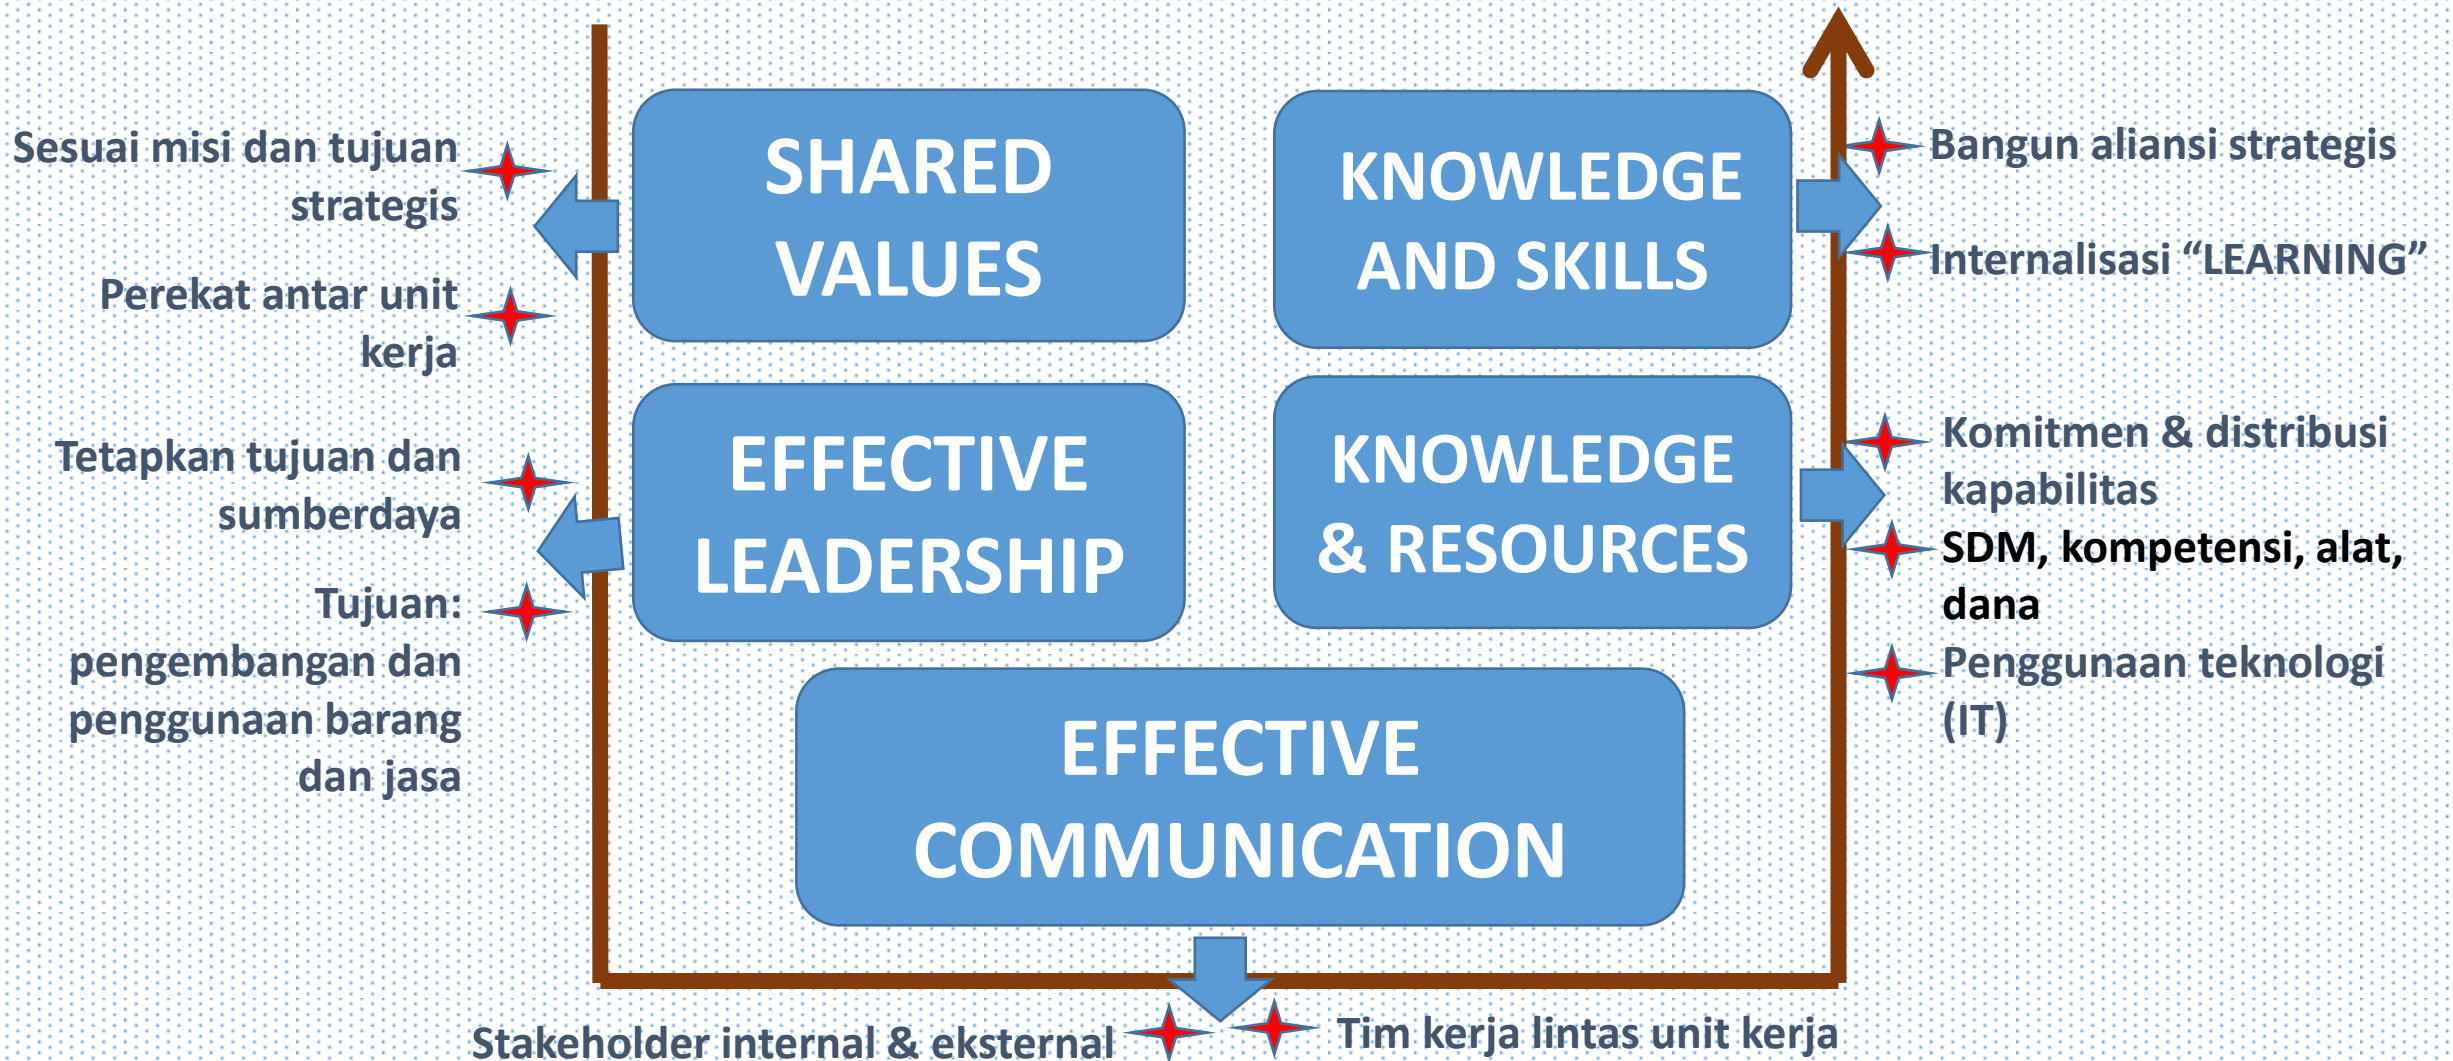 SHARED
VALUES
Sesuai misi dan tujuan
strategis
Perekat antar unit
kerja
KNOWLEDGE
AND SKILLS
Bangun aliansi strategis
Internalisasi “LEARNING”
EFFECTIVE
LEADERSHIP
Tetapkan tujuan dan
sumberdaya
Tujuan:
pengembangan dan
penggunaan barang
dan jasa
KNOWLEDGE
& RESOURCES
Komitmen & distribusi
kapabilitas
SDM, kompetensi, alat,
dana
Penggunaan teknologi
(IT)
EFFECTIVE
COMMUNICATION
Stakeholder internal & eksternal
Tim kerja lintas unit kerja